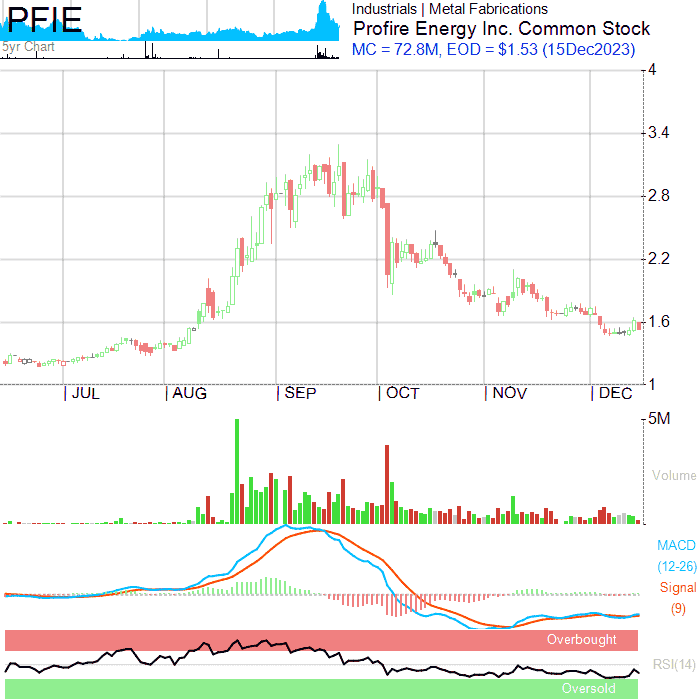 PFIE
5yr Chart
Industrials | Metal Fabrications
Profire Energy Inc. Common Stock
MC = 72.8M, EOD = $1.53 (15Dec2023)
4
3.4
2.8
2.2
1.6
1
| JUL | AUG | SEP | OCT | NOV | DEC
5M
Volume
MACD
(12-26)
Signal
(9)
Overbought
RSI(14)
Oversold